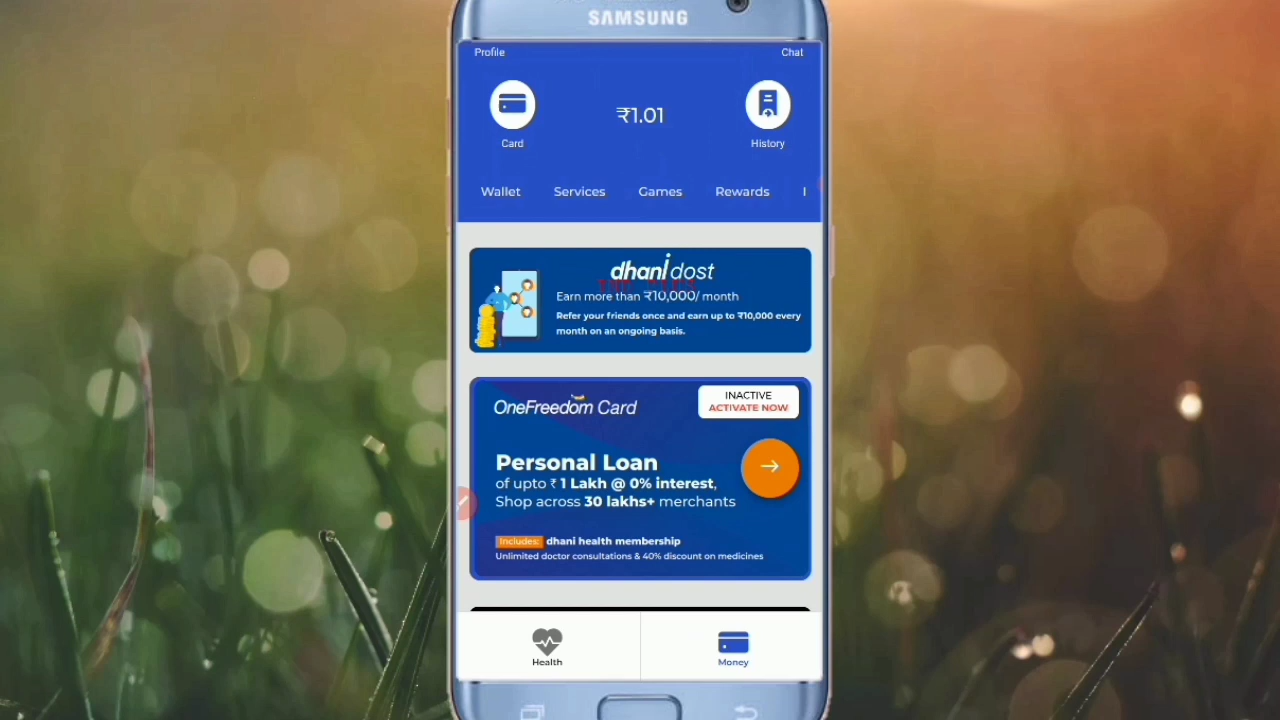 SAMSUNG
Profile
Chat
₹1.01
Card
History
Wallet
Services
Games
Rewards
dhani dost
Earn more than ₹10,000/ month
Refer your friends once and earn up to ₹10,000 every
month on an ongoing basis.
OneFreedom Card
INACTIVE
ACTIVATE NOW
Personal Loan
of upto ₹ 1 Lakh @ 0% interest,
Shop across 30 lakhs+ merchants
Includes: dhani health membership
Unlimited doctor consultations & 40% discount on medicines
Health
Money